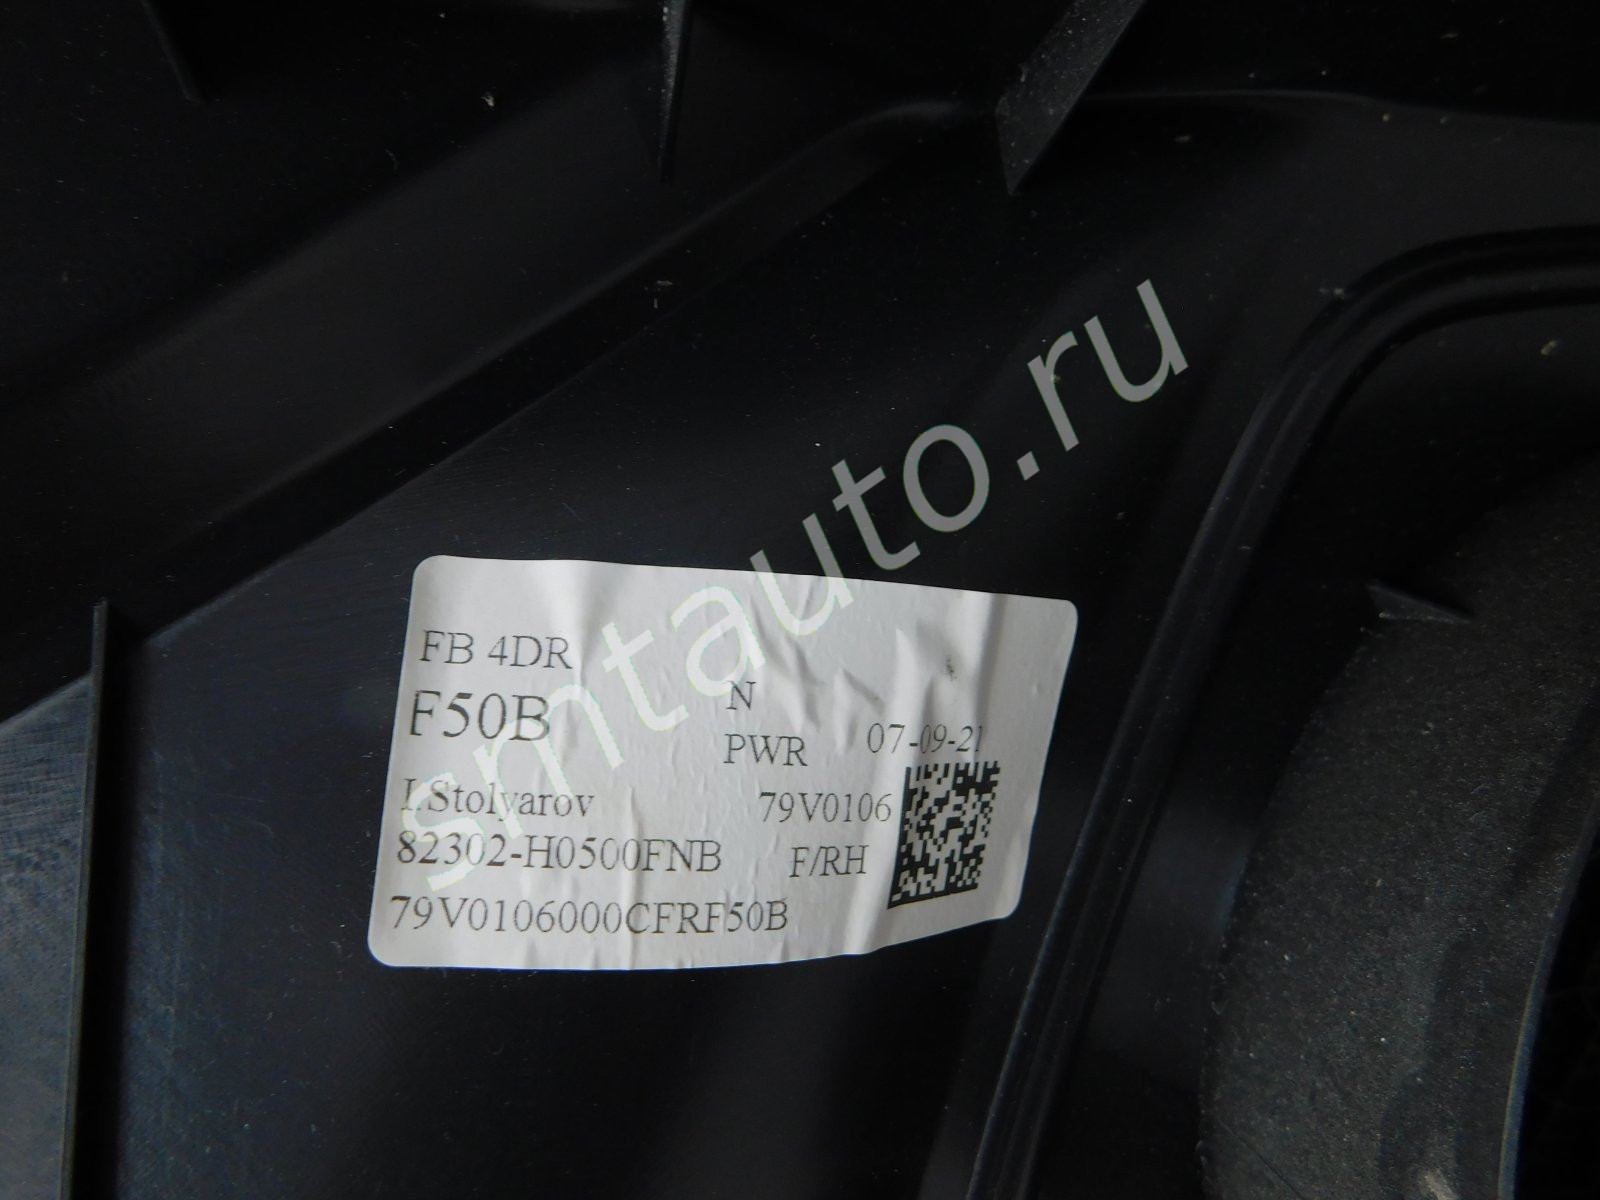 smtauto.ru
FB 4DR
F50B
N
PWR 07-09-21
I.Stolyarov 79V0106
82302-H0500FNB F/RH
79V0106000CFRF50B